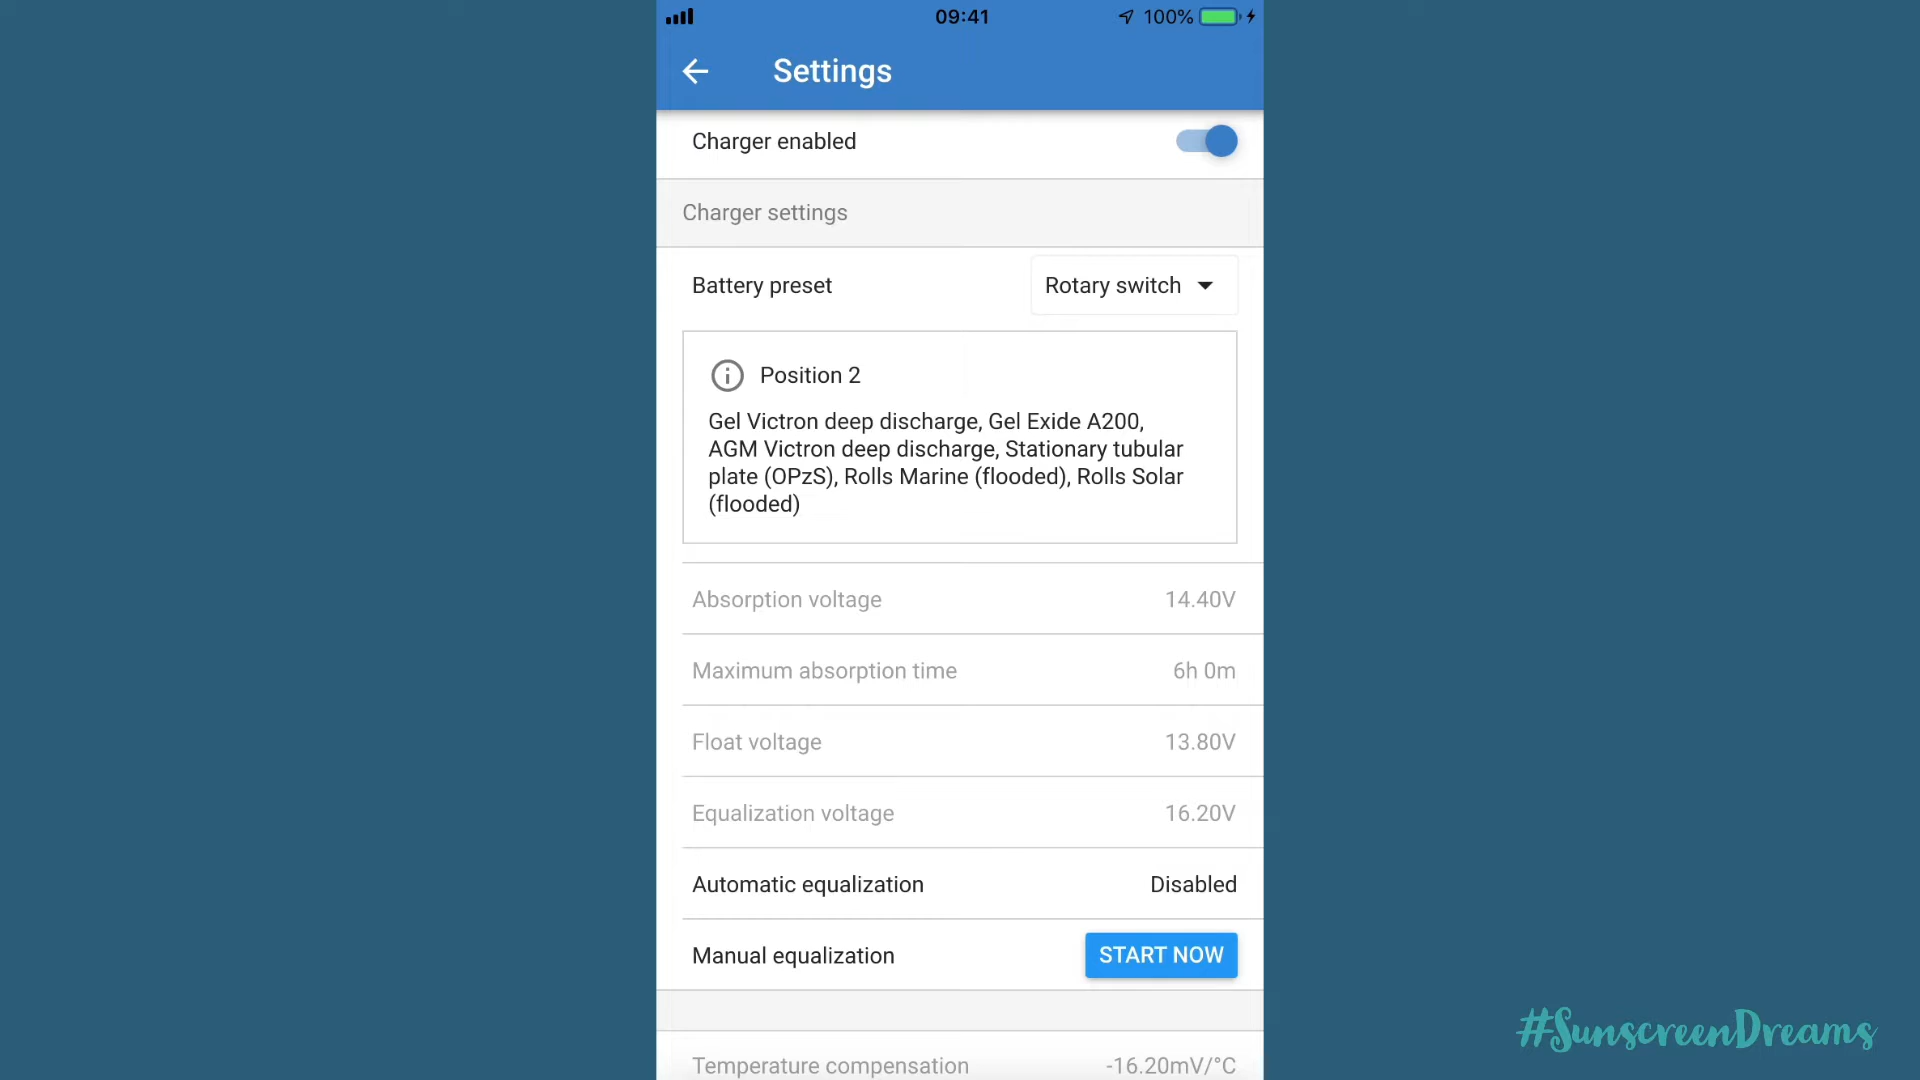 09:41
100%
Settings
Charger enabled
Charger settings
Battery preset Rotary switch
Position 2
Gel Victron deep discharge, Gel Exide A200,
AGM Victron deep discharge, Stationary tubular
plate (OPzS), Rolls Marine (flooded), Rolls Solar
(flooded)
Absorption voltage 14.40V
Maximum absorption time 6h 0m
Float voltage 13.80V
Equalization voltage 16.20V
Automatic equalization Disabled
Manual equalization START NOW
Temperature compensation -16.20mV/°C
#SunscreenDreams